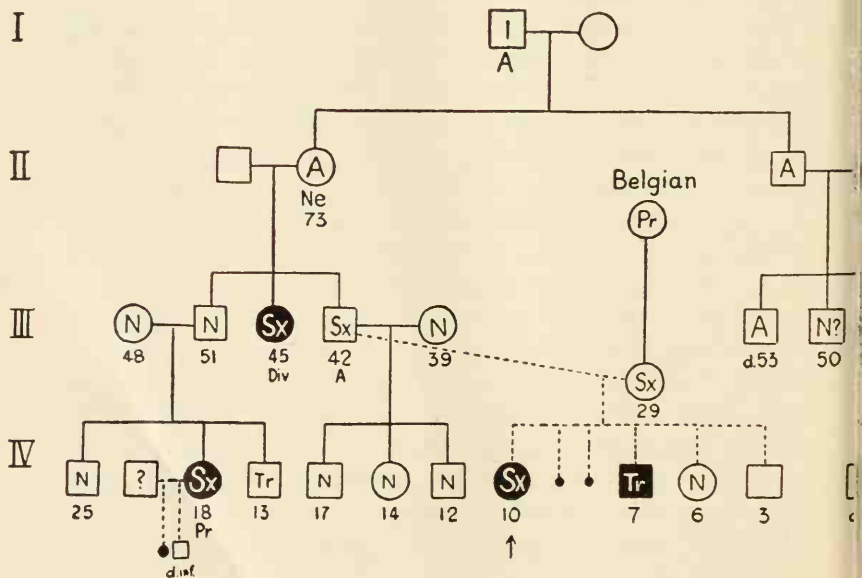 I
I
A
II
A
A
Ne
73
Belgian
Pr
III
N
N
Sx
Sx
N
A
N?
48
51
45
42
39
d.53
50
Div
A
Sx
29
IV
N
?
Sx
Tr
N
N
N
Sx
Tr
N
25
18
13
17
14
12
10
7
6
3
Pr
d.inf.